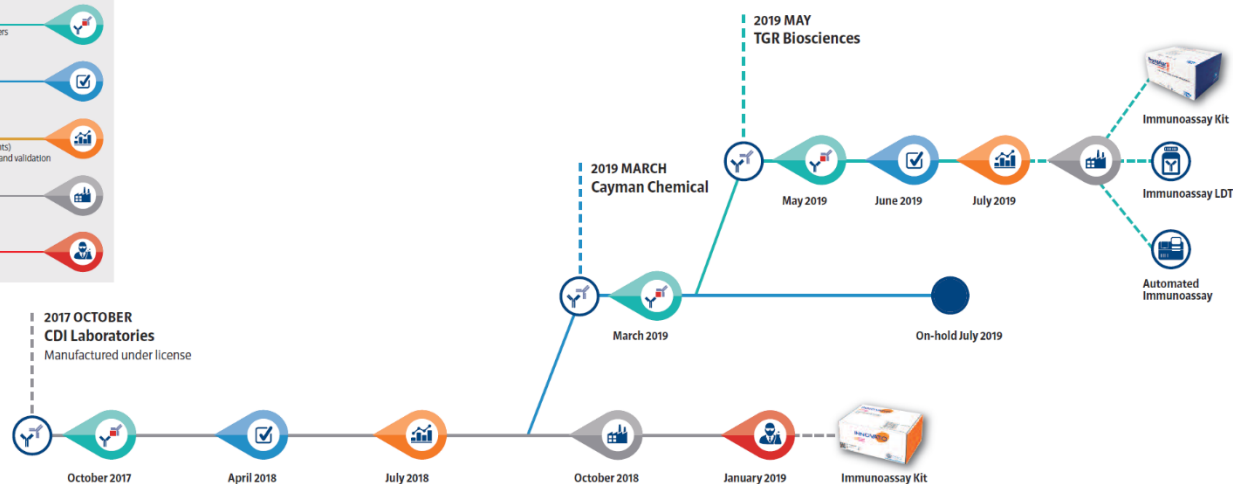 ers
nts)
and validation
2019 MAY
TGR Biosciences
Immunoassay Kit
2019 MARCH
Cayman Chemical
May 2019
June 2019
July 2019
Immunoassay LDT
Automated
Immunoassay
2017 OCTOBER
CDI Laboratories
Manufactured under license
March 2019
On-hold July 2019
October 2017
April 2018
July 2018
October 2018
January 2019
Immunoassay Kit